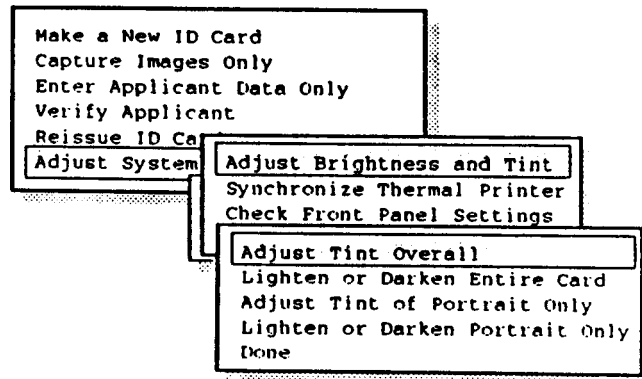 Make a New ID Card
Capture Images Only
Enter Applicant Data Only
Verify Applicant
Reissue ID
Adjust System
Adjust Brightness and Tint
Synchronize Thermal Printer
Check Front Panel Settings
Adjust Tint Overall
Lighten or Darken Entire Card
Adjust Tint of Portrait Only
Lighten or Darken Portrait Only
Done